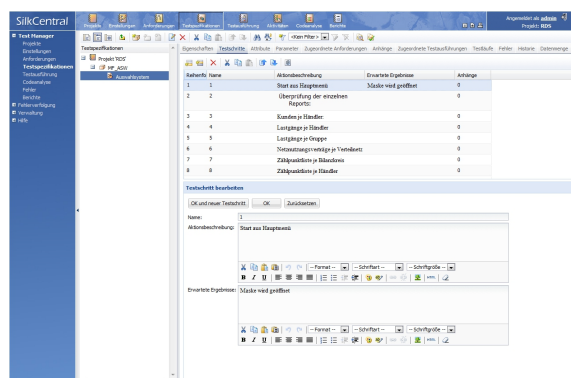 SilkCentral
Projekte Einstellungen Anforderungen Testspezifikationen Testausführung Aktivitäten Codeanalyse Berichte
Angemeldet als admin
Projekt: RDS
Test Manager
Projekte
Einstellungen
Anforderungen
Testspezifikationen
Testausführung
Codeanalyse
Fehler
Berichte
Fehlerverfolgung
Verwaltung
Hilfe
<Kein Filter>
Testspezifikationen
Projekt 'RDS'
MF_ASW
Auswahlsystem
Eigenschaften Testschritte Attribute Parameter Zugeordnete Anforderungen Anhänge Zugeordnete Testausführungen Testläufe Fehler Historie Datenmenge
Reihenfo Name Aktionsbeschreibung Erwartete Ergebnisse Anhänge
1 1 Start aus Hauptmenü Maske wird geöffnet 0
2 2 Überprüfung der einzelnen 0
Reports:
3 3 Kunden je Händler: 0
4 4 Lastgänge je Händler 0
5 5 Lastgänge je Gruppe 0
6 6 Netznutzungsverträge je Verteilnetz 0
7 7 Zählpunktliste je Bilanzkreis 0
8 8 Zählpunktliste je Händler 0
Testschritt bearbeiten
OK und neuer Testschritt OK Zurücksetzen
Name: 1
Aktionsbeschreibung: Start aus Hauptmenü
-- Format -- -- Schriftart -- -- Schriftgröße --
B I U HTML
Erwartete Ergebnisse: Maske wird geöffnet
-- Format -- -- Schriftart -- -- Schriftgröße --
B I U HTML